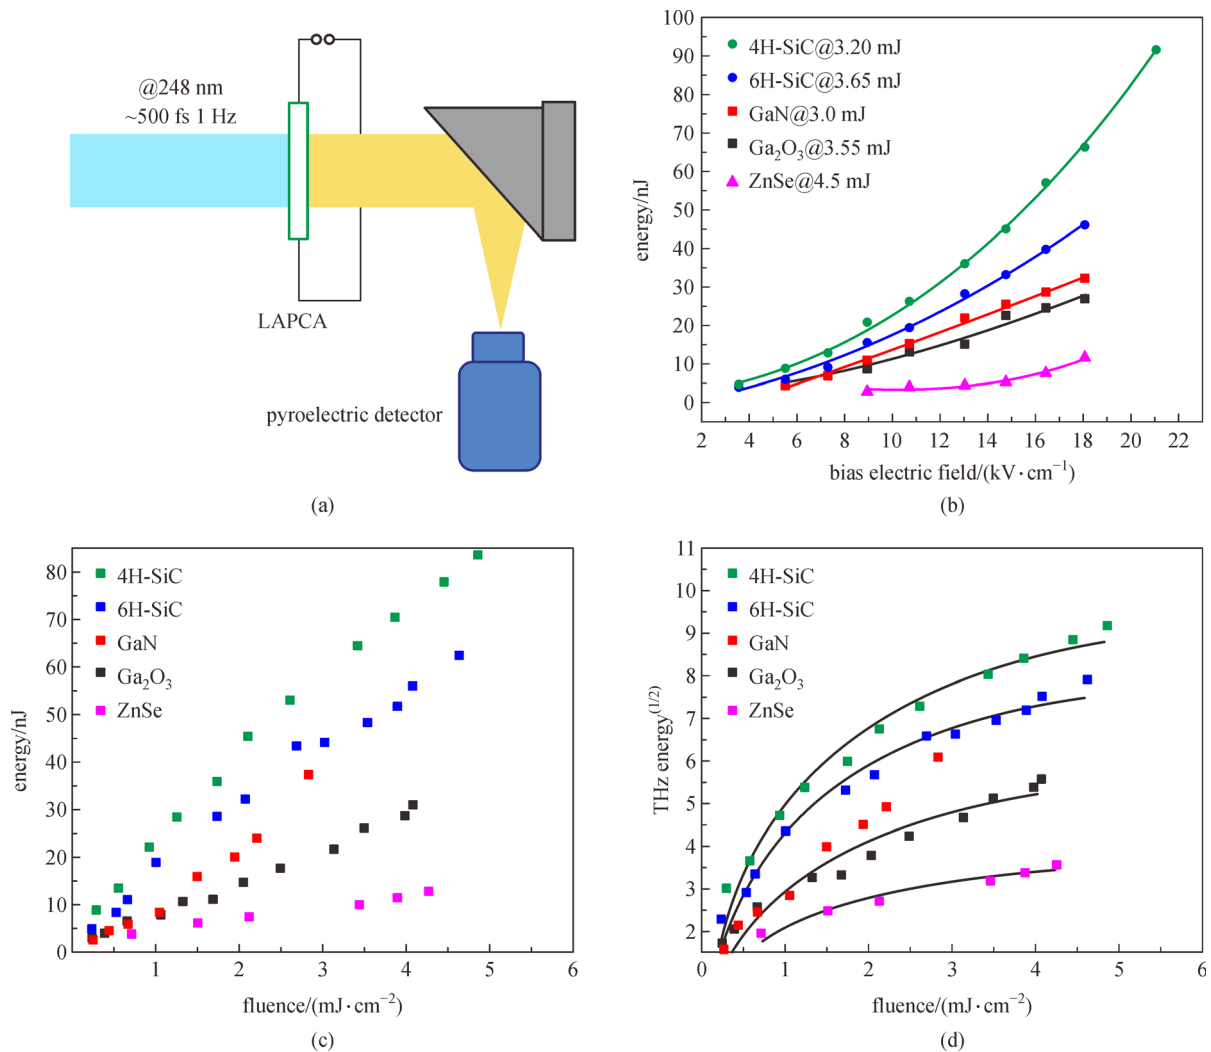 @248 nm
~500 fs 1 Hz
LAPCA
pyroelectric detector
(a)
100
90
80
70
60
50
40
30
20
10
0
energy/nJ
4H-SiC@3.20 mJ
6H-SiC@3.65 mJ
GaN@3.0 mJ
Ga₂O₃@3.55 mJ
ZnSe@4.5 mJ
2 4 6 8 10 12 14 16 18 20 22
bias electric field/(kV·cm⁻¹)
(b)
80
70
60
50
40
30
20
10
0
energy/nJ
4H-SiC
6H-SiC
GaN
Ga₂O₃
ZnSe
1 2 3 4 5 6
fluence/(mJ·cm⁻²)
(c)
11
10
9
8
7
6
5
4
3
2
THz energy⁽¹/²⁾
4H-SiC
6H-SiC
GaN
Ga₂O₃
ZnSe
0 1 2 3 4 5 6
fluence/(mJ·cm⁻²)
(d)